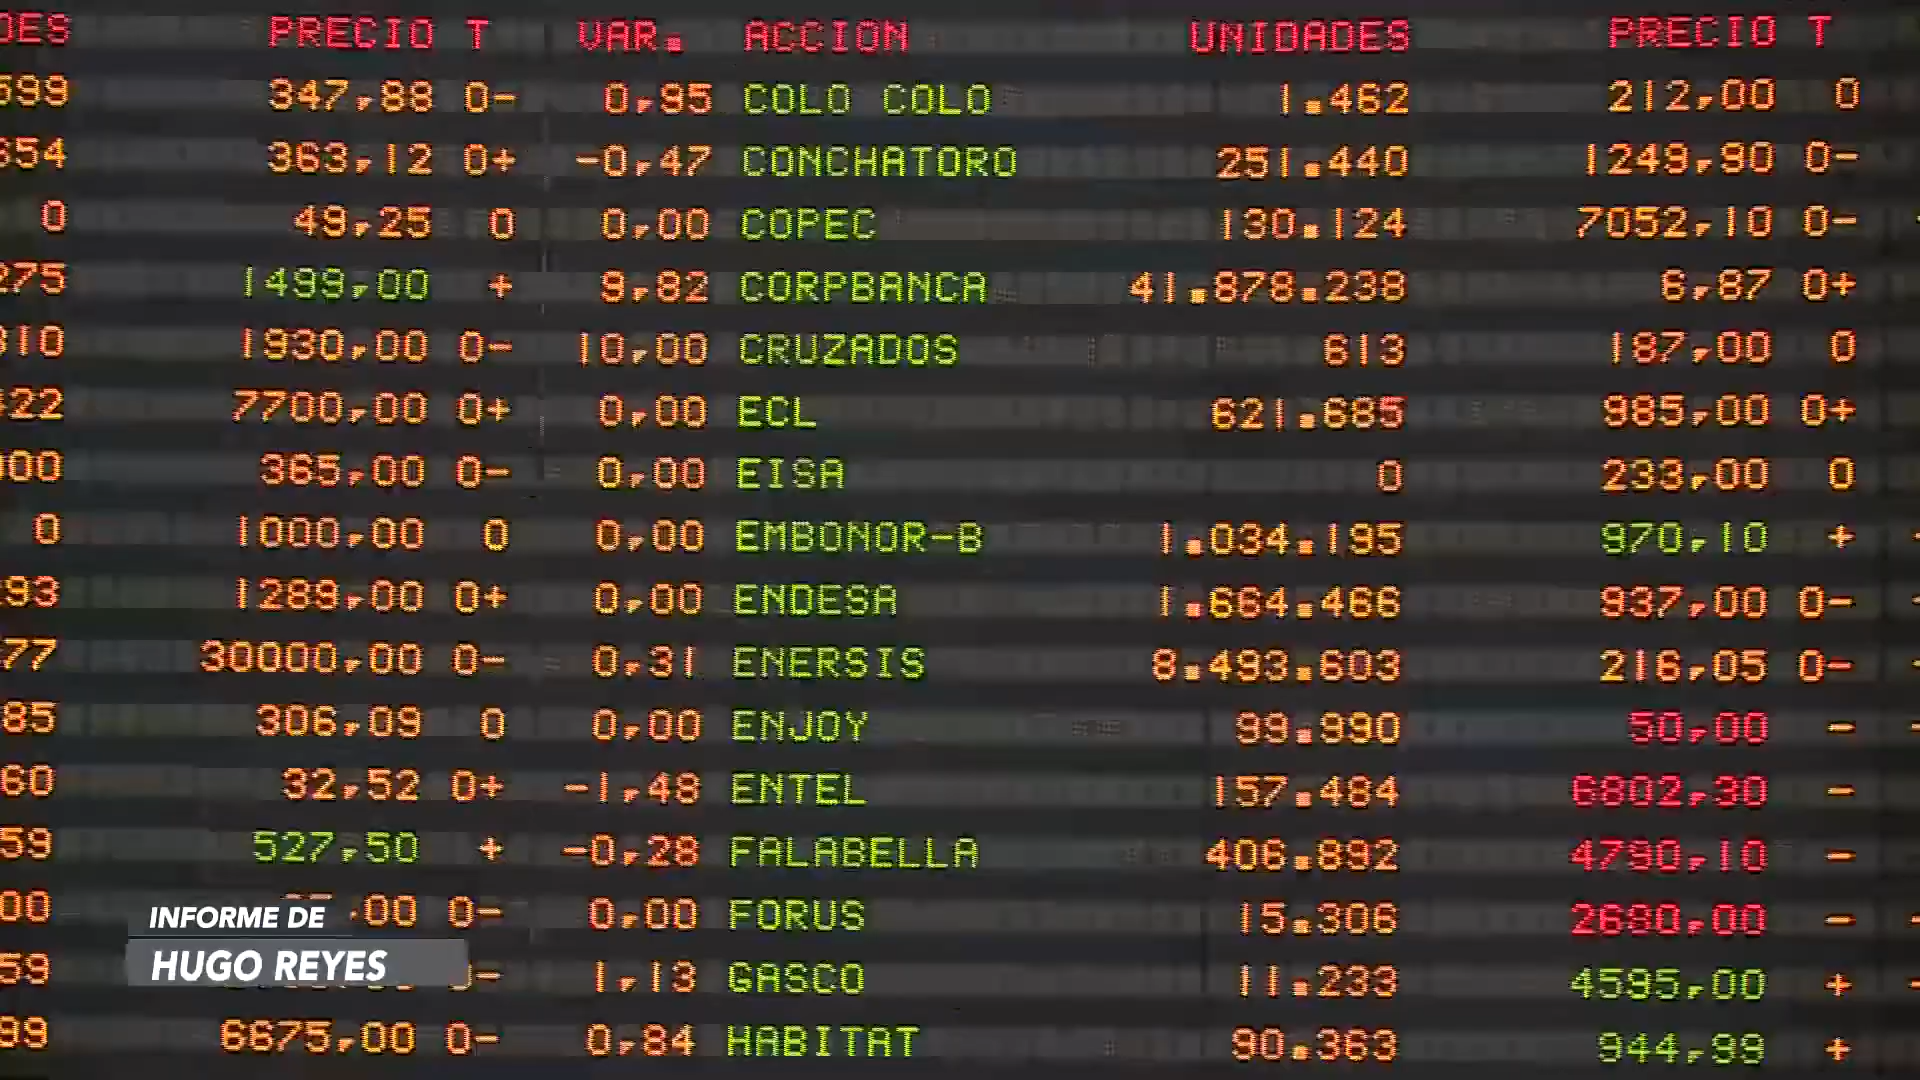 DES PRECIO T VAR. ACCION UNIDADES PRECIO T
599 347,88 0- 0,95 COLO COLO 1.462 212,00 0
354 363,12 0+ -0,47 CONCHATORO 251.440 1249,90 0-
0 49,25 0 0,00 COPEC 130.124 7052,10 0-
275 1499,00 + 9,82 CORPBANCA 41.878.238 6,87 0+
310 1930,00 0- 10,00 CRUZADOS 613 187,00 0
422 7700,00 0+ 0,00 ECL 621.685 985,00 0+
000 365,00 0- 0,00 EISA 0 233,00 0
0 1000,00 0 0,00 EMBONOR-B 1.034.195 970,10 +
293 1289,00 0+ 0,00 ENDESA 1.664.466 937,00 0-
77 30000,00 0- 0,31 ENERSIS 8.493.603 216,05 0-
85 306,09 0 0,00 ENJOY 99.990 50,00 -
60 32,52 0+ -1,48 ENTEL 157.484 6802,30 -
59 527,50 + -0,28 FALABELLA 406.892 4790,10 -
00 ,00 0- 0,00 FORUS 15.306 2680,00 -
59 0- 1,13 GASCO 11.233 4595,00 +
99 6675,00 0- 0,84 HABITAT 90.363 944,99 +
INFORME DE
HUGO REYES